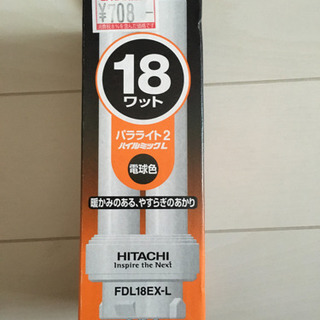 ¥708.-
18
ワット
パラライト2
ハイルミックL
電球色
暖かみのある、やすらぎのあかり
HITACHI
Inspire the Next
FDL18EX-L